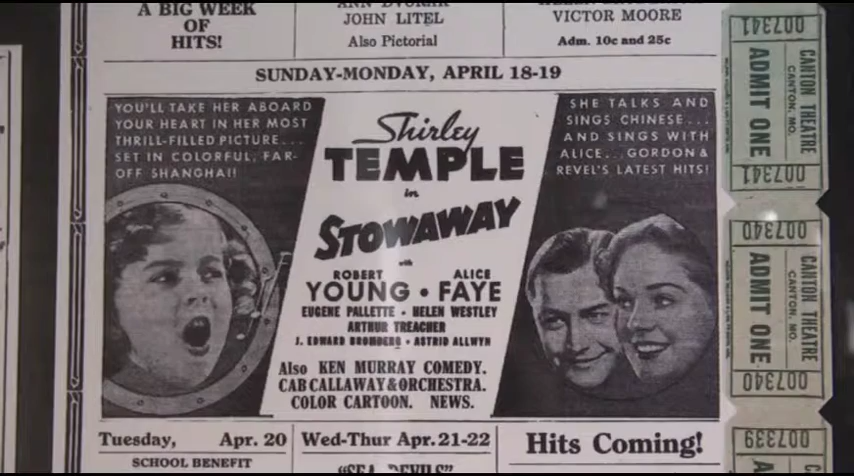 A BIG WEEK
OF
HITS!
JOHN LITEL
Also Pictorial
VICTOR MOORE
Adm. 10c and 25c
SUNDAY-MONDAY, APRIL 18-19
YOU'LL TAKE HER ABOARD
YOUR HEART IN HER MOST
THRILL-FILLED PICTURE...
SET IN COLORFUL, FAR-
OFF SHANGHAI!
Shirley
TEMPLE
in
STOWAWAY
with
ROBERT YOUNG • ALICE FAYE
EUGENE PALLETTE • HELEN WESTLEY
ARTHUR TREACHER
J. EDWARD BROMBERG • ASTRID ALLWYN
Also KEN MURRAY COMEDY.
CAB CALLAWAY & ORCHESTRA.
COLOR CARTOON. NEWS.
SHE TALKS AND
SINGS CHINESE...
AND SINGS WITH
ALICE... GORDON &
REVEL'S LATEST HITS!
Tuesday, Apr. 20
SCHOOL BENEFIT
Wed-Thur Apr. 21-22
"SEA DEVILS"
Hits Coming!
007341
ADMIT ONE
CANTON THEATRE
CANTON, MO.
007341
007340
ADMIT ONE
CANTON THEATRE
CANTON, MO.
007340
007339